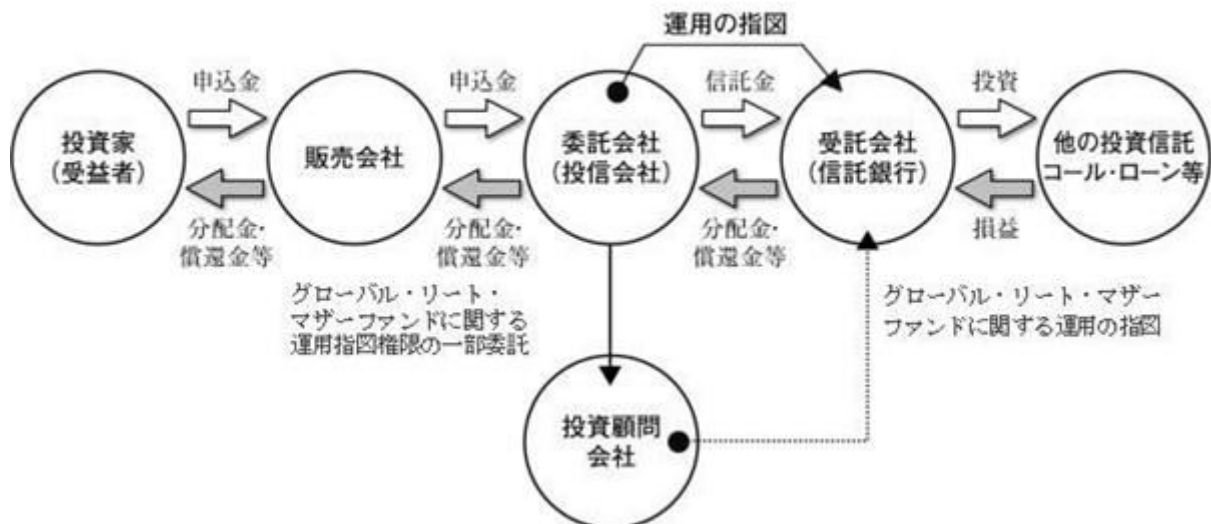 運用の指図
申込金
申込金
信託金
投資
投資家
(受益者)
販売会社
委託会社
(投信会社)
受託会社
(信託銀行)
他の投資信託
コール・ローン等
分配金・
償還金等
分配金・
償還金等
分配金・
償還金等
損益
グローバル・リート・
マザーファンドに関する
運用指図権限の一部委託
グローバル・リート・マザー
ファンドに関する運用の指図
投資顧問
会社